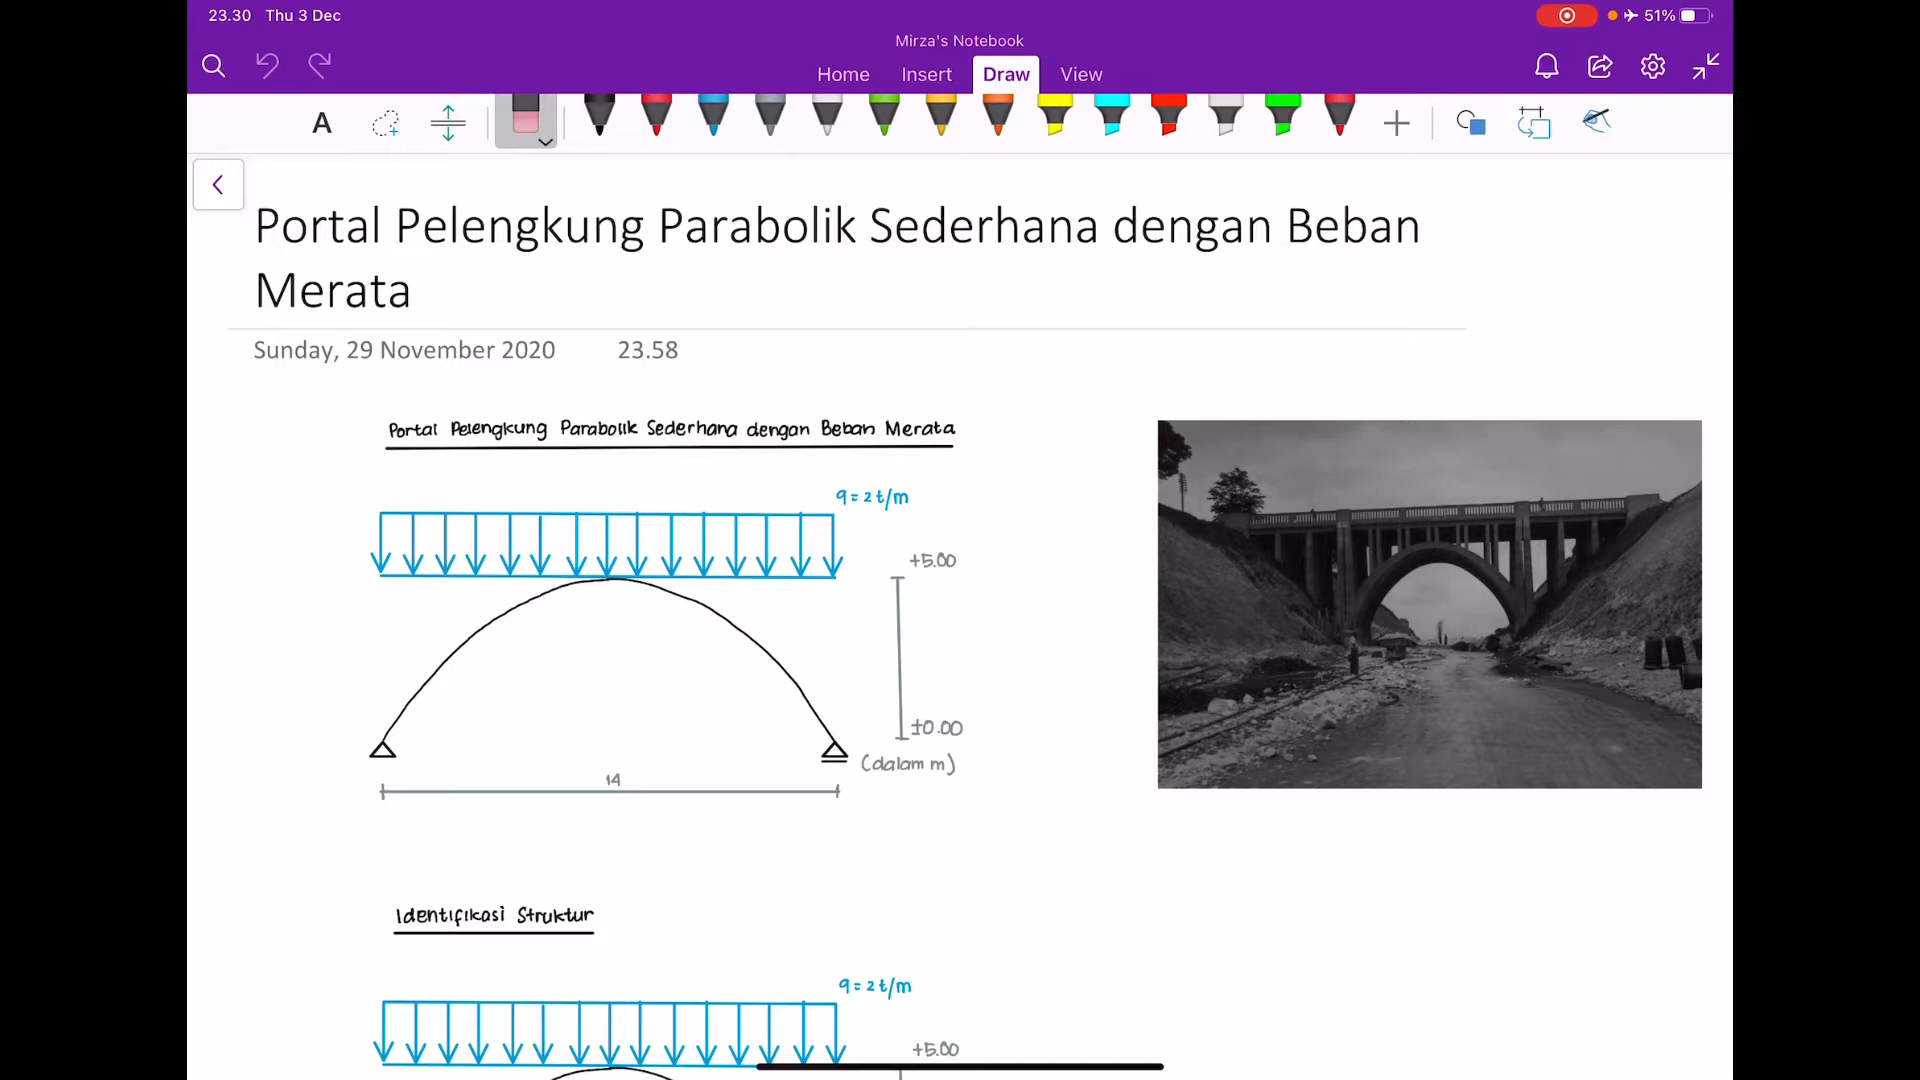 23.30 Thu 3 Dec
51%
Mirza's Notebook
Home Insert Draw View
A
Portal Pelengkung Parabolik Sederhana dengan Beban
Merata
Sunday, 29 November 2020 23.58
Portal Pelengkung Parabolik Sederhana dengan Beban Merata
q = 2 t/m
+5.00
±0.00
(dalam m)
14
Identifikasi Struktur
q = 2 t/m
+5.00